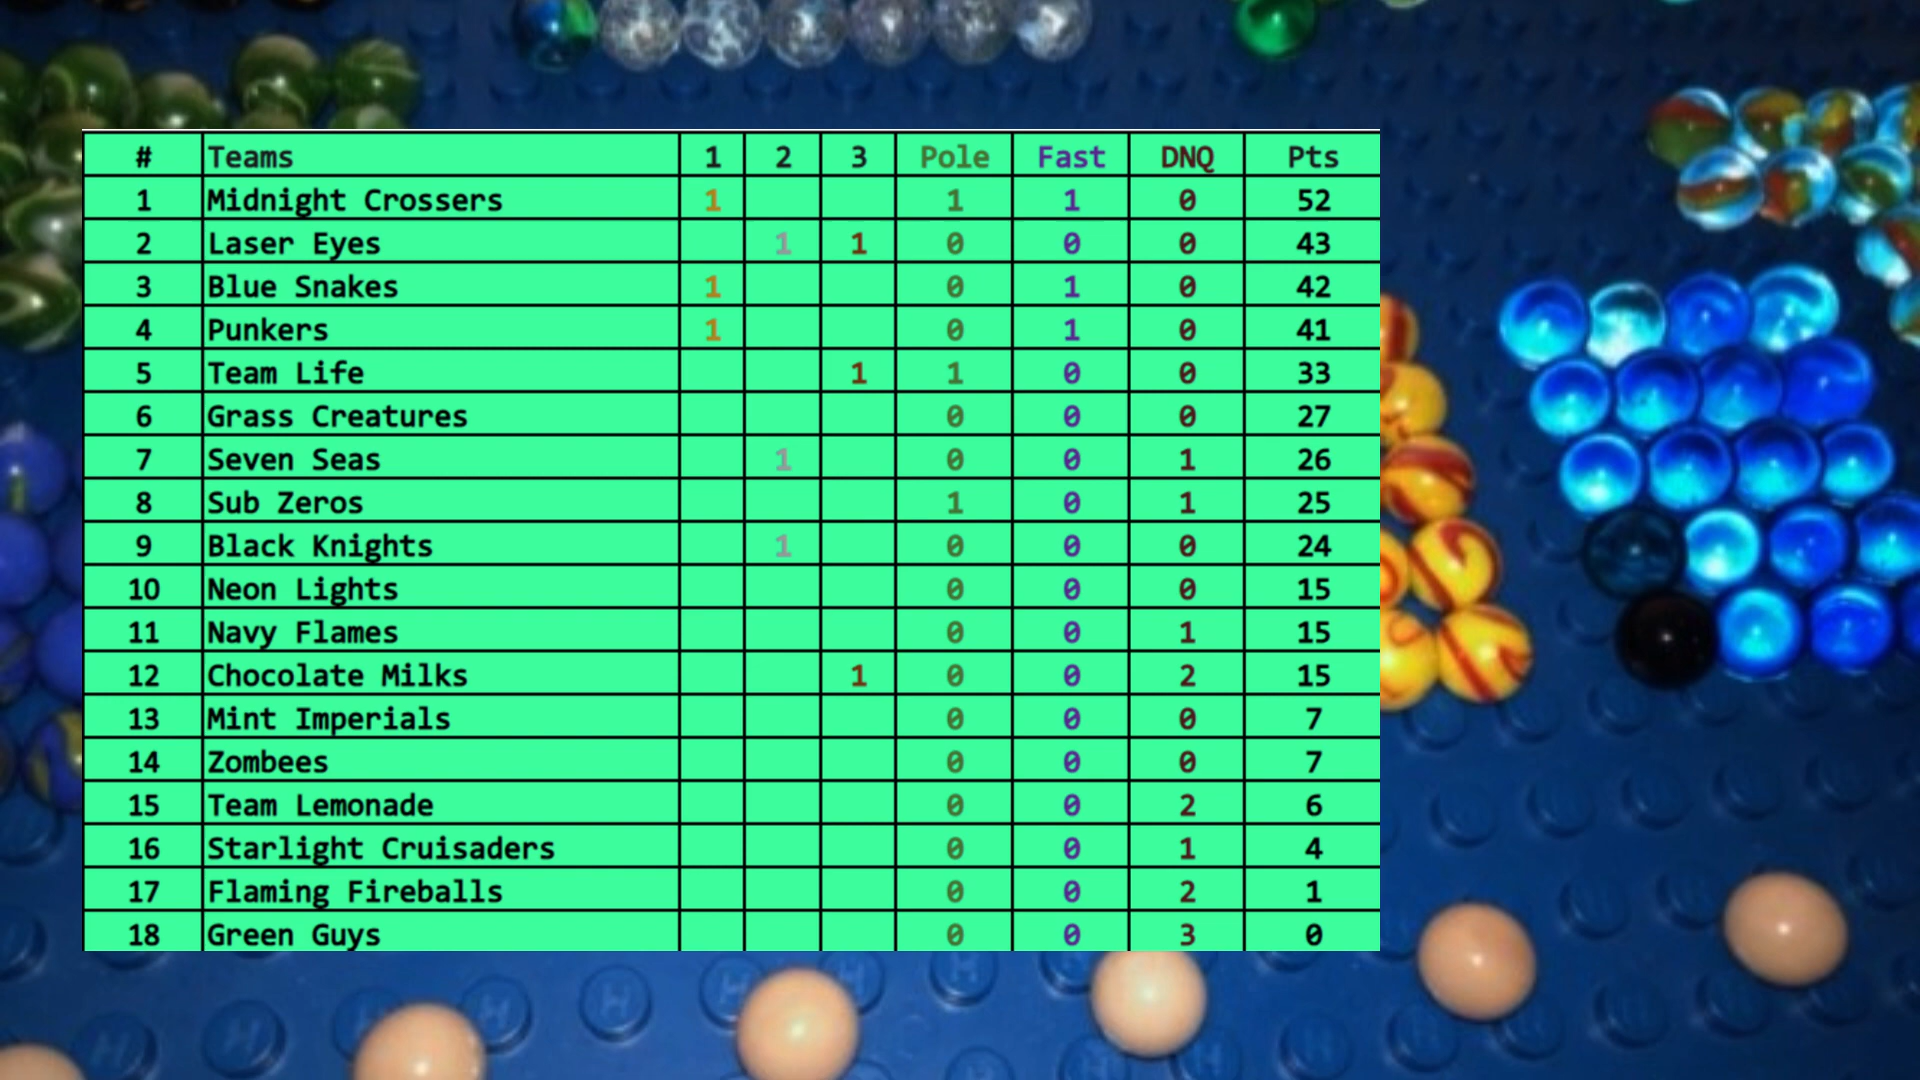 # Teams 1 2 3 Pole Fast DNQ Pts
1 Midnight Crossers 1 1 1 0 52
2 Laser Eyes 1 1 0 0 0 43
3 Blue Snakes 1 0 1 0 42
4 Punkers 1 0 1 0 41
5 Team Life 1 1 0 0 33
6 Grass Creatures 0 0 0 27
7 Seven Seas 1 0 0 1 26
8 Sub Zeros 1 0 1 25
9 Black Knights 1 0 0 0 24
10 Neon Lights 0 0 0 15
11 Navy Flames 0 0 1 15
12 Chocolate Milks 1 0 0 2 15
13 Mint Imperials 0 0 0 7
14 Zombees 0 0 0 7
15 Team Lemonade 0 0 2 6
16 Starlight Cruisaders 0 0 1 4
17 Flaming Fireballs 0 0 2 1
18 Green Guys 0 0 3 0